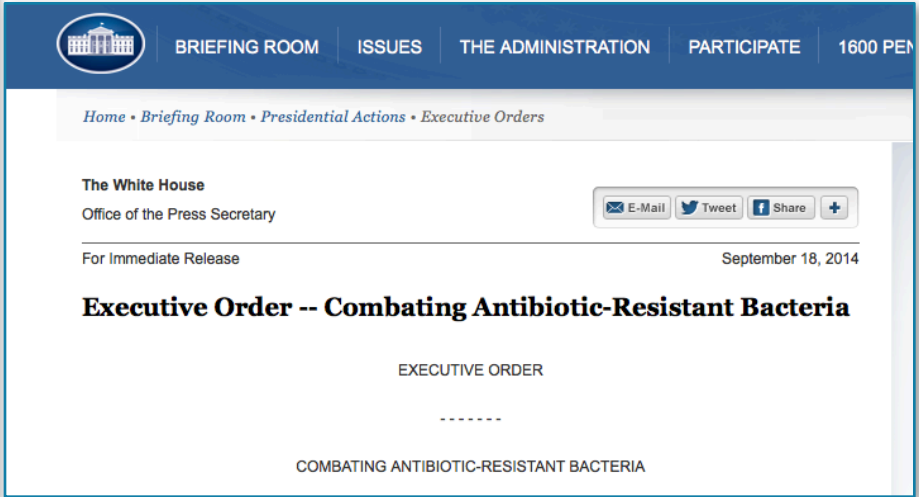 BRIEFING ROOM ISSUES THE ADMINISTRATION PARTICIPATE 1600 PEN
Home • Briefing Room • Presidential Actions • Executive Orders
The White House
Office of the Press Secretary
E-Mail Tweet Share
For Immediate Release September 18, 2014
Executive Order -- Combating Antibiotic-Resistant Bacteria
EXECUTIVE ORDER
- - - - - - -
COMBATING ANTIBIOTIC-RESISTANT BACTERIA